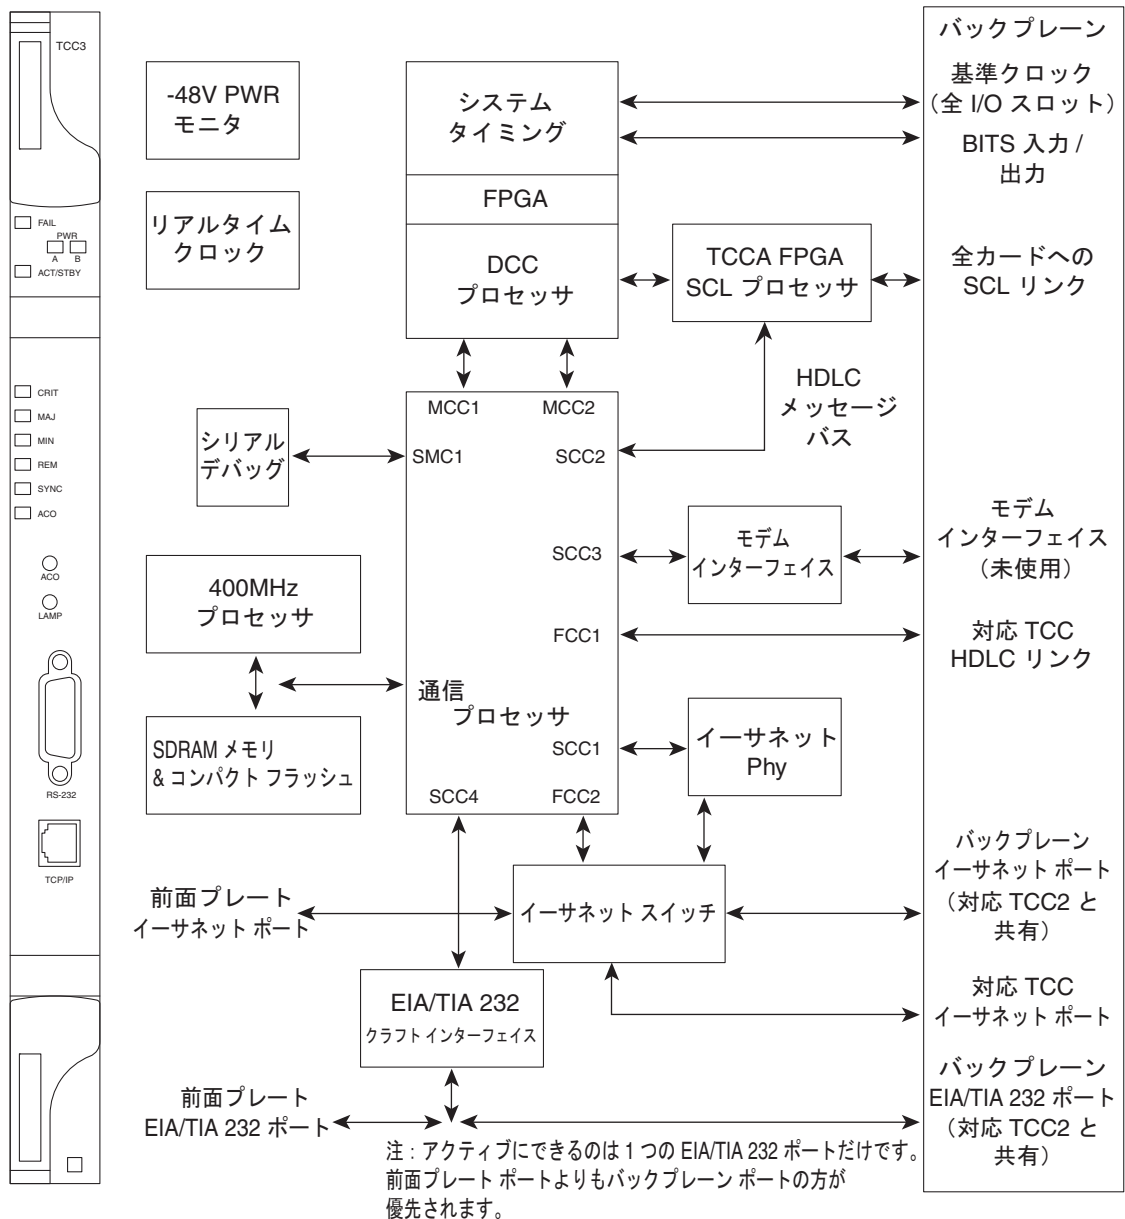 TCC3
FAIL
PWR
A B
ACT/STBY
CRIT
MAJ
MIN
REM
SYNC
ACO
ACO
LAMP
RS-232
TCP/IP
-48V PWR
モニタ
リアルタイム
クロック
システム
タイミング
FPGA
DCC
プロセッサ
TCCA FPGA
SCL プロセッサ
HDLC
メッセージ
バス
MCC1
MCC2
シリアル
デバッグ
SMC1
SCC2
SCC3
モデム
インターフェイス
400MHz
プロセッサ
FCC1
通信
プロセッサ
SDRAM メモリ
& コンパクト フラッシュ
SCC1
イーサネット
Phy
SCC4
FCC2
前面プレート
イーサネット ポート
イーサネット スイッチ
EIA/TIA 232
クラフト インターフェイス
前面プレート
EIA/TIA 232 ポート
バックプレーン
基準クロック
（全 I/O スロット）
BITS 入力 /
出力
全カードへの
SCL リンク
モデム
インターフェイス
（未使用）
対応 TCC
HDLC リンク
バックプレーン
イーサネット ポート
（対応 TCC2 と
共有）
対応 TCC
イーサネット ポート
バックプレーン
EIA/TIA 232 ポート
（対応 TCC2 と
共有）
注 : アクティブにできるのは 1 つの EIA/TIA 232 ポートだけです。
前面プレート ポートよりもバックプレーン ポートの方が
優先されます。